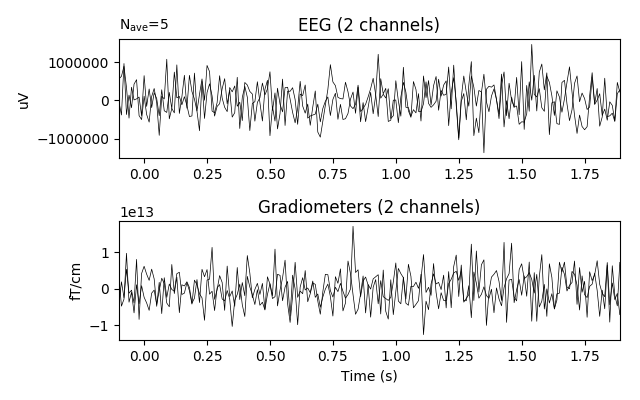 N_ave=5
EEG (2 channels)
uV
1000000
0
−1000000
0.00 0.25 0.50 0.75 1.00 1.25 1.50 1.75
1e13
Gradiometers (2 channels)
fT/cm
1
0
−1
0.00 0.25 0.50 0.75 1.00 1.25 1.50 1.75
Time (s)